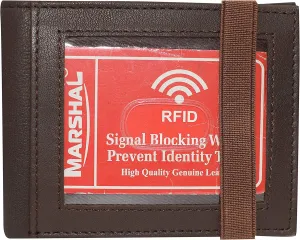 MARSHAL
RFID
Signal Blocking W
Prevent Identity T
High Quality Genuine Lea